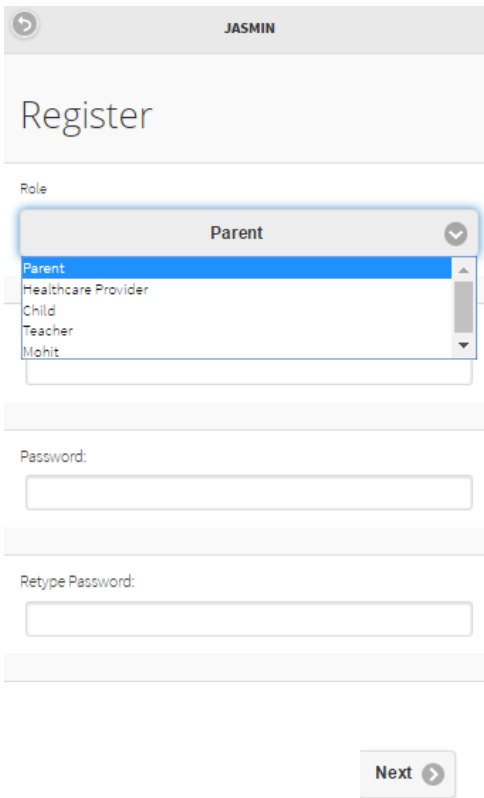 JASMIN
Register
Role
Parent
Parent
Healthcare Provider
Child
Teacher
Mohit
Password:
Retype Password:
Next